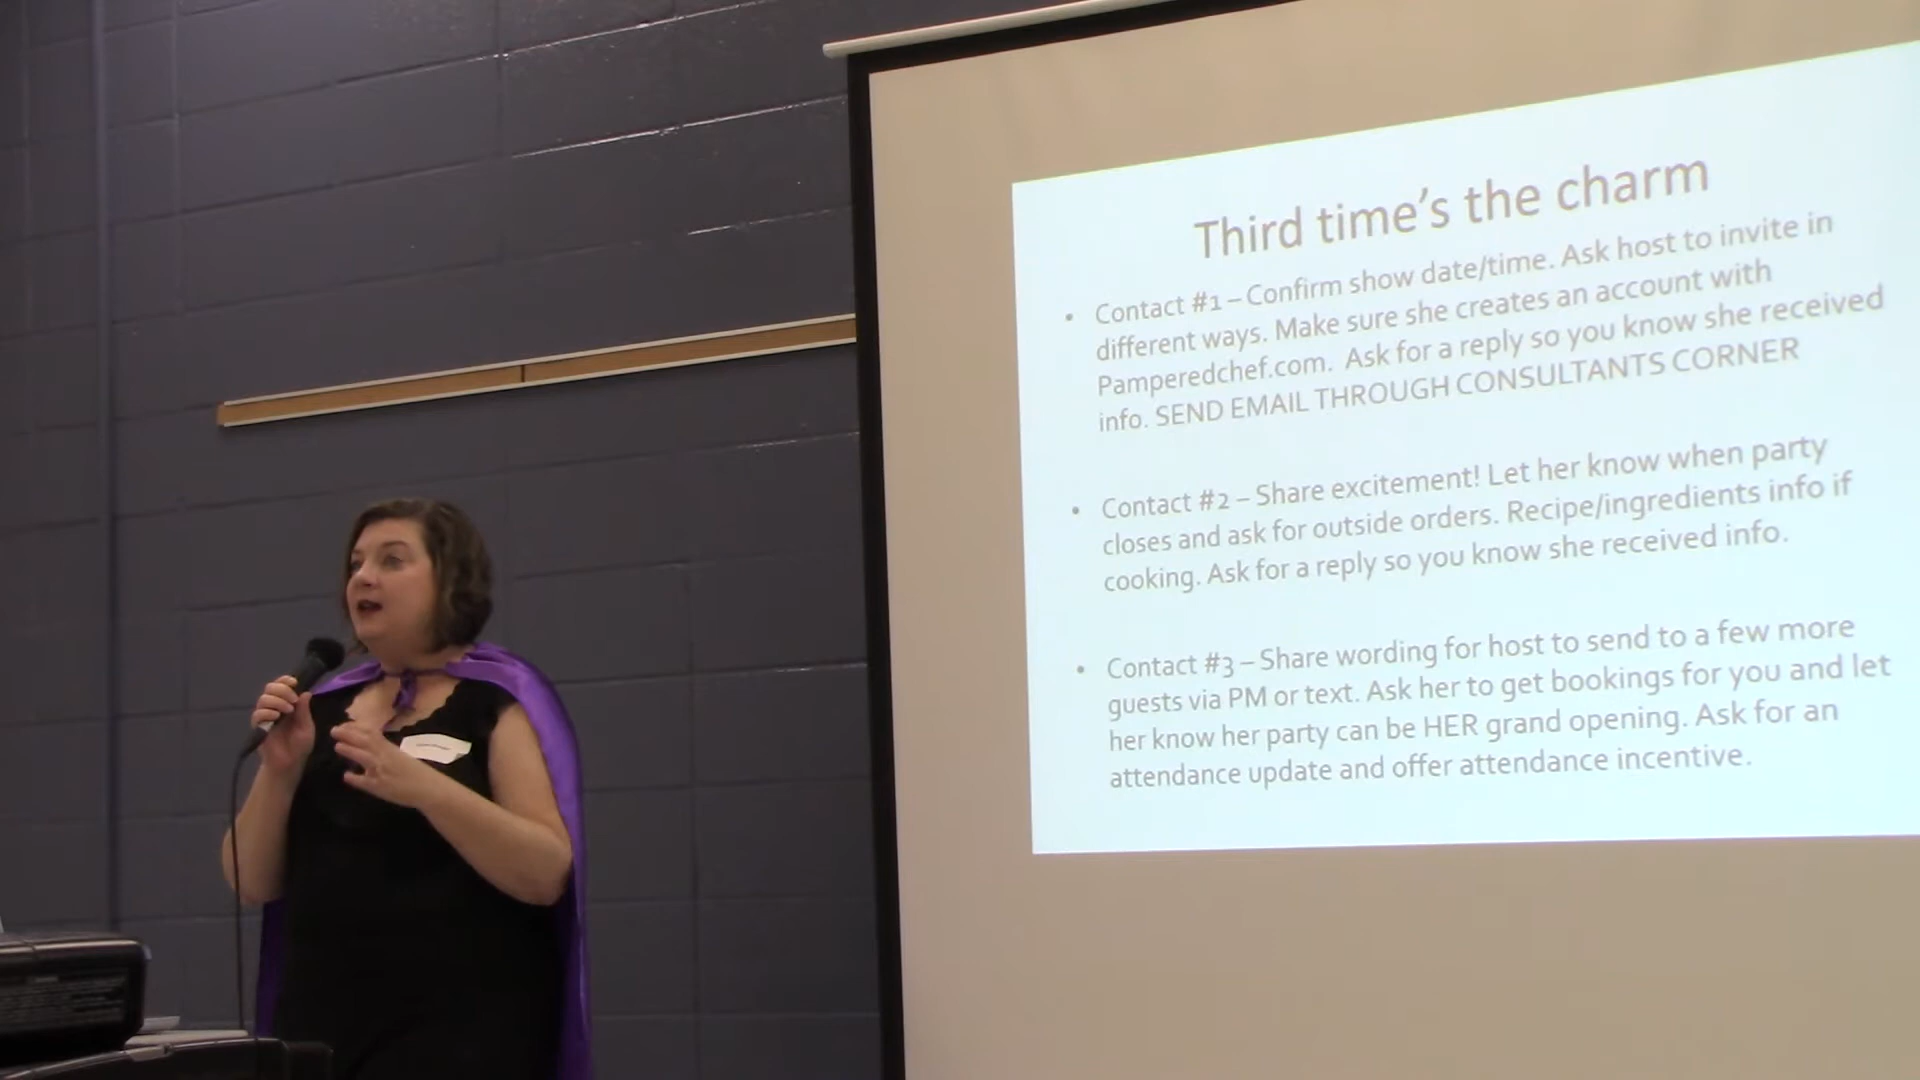 Third time's the charm
• Contact #1 – Confirm show date/time. Ask host to invite in
different ways. Make sure she creates an account with
Pamperedchef.com. Ask for a reply so you know she received
info. SEND EMAIL THROUGH CONSULTANTS CORNER
• Contact #2 – Share excitement! Let her know when party
closes and ask for outside orders. Recipe/ingredients info if
cooking. Ask for a reply so you know she received info.
• Contact #3 – Share wording for host to send to a few more
guests via PM or text. Ask her to get bookings for you and let
her know her party can be HER grand opening. Ask for an
attendance update and offer attendance incentive.